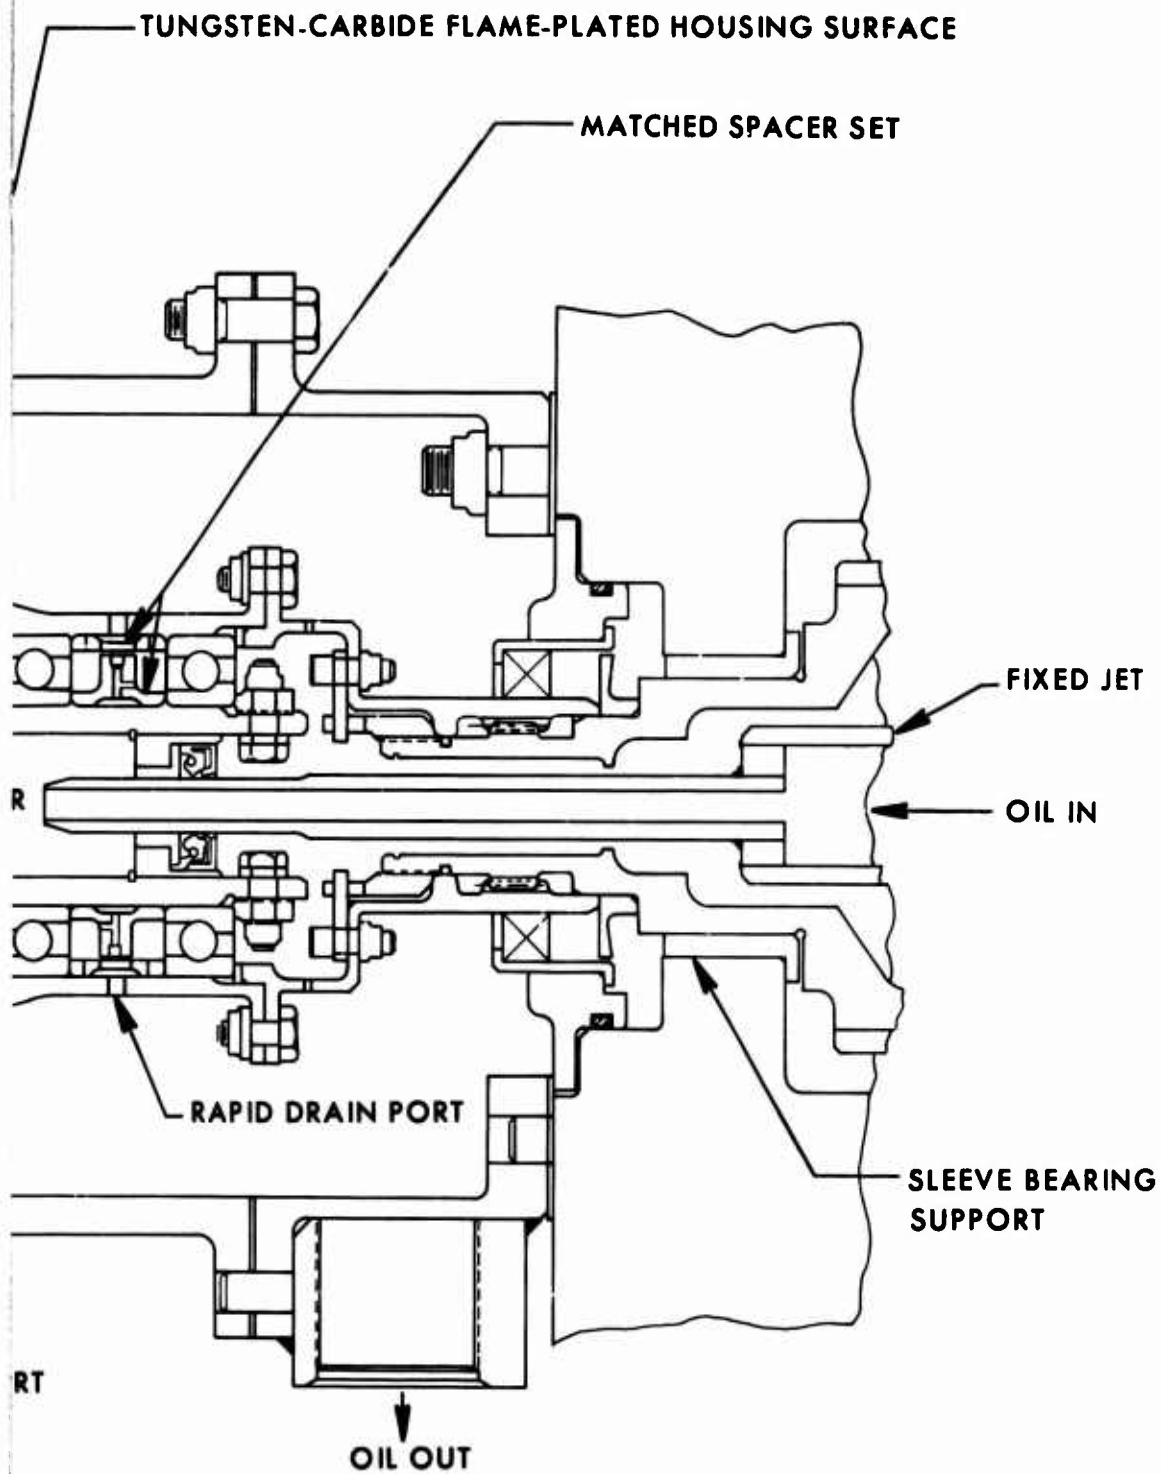 TUNGSTEN-CARBIDE FLAME-PLATED HOUSING SURFACE
MATCHED SPACER SET
FIXED JET
R
OIL IN
RAPID DRAIN PORT
SLEEVE BEARING
SUPPORT
RT
OIL OUT